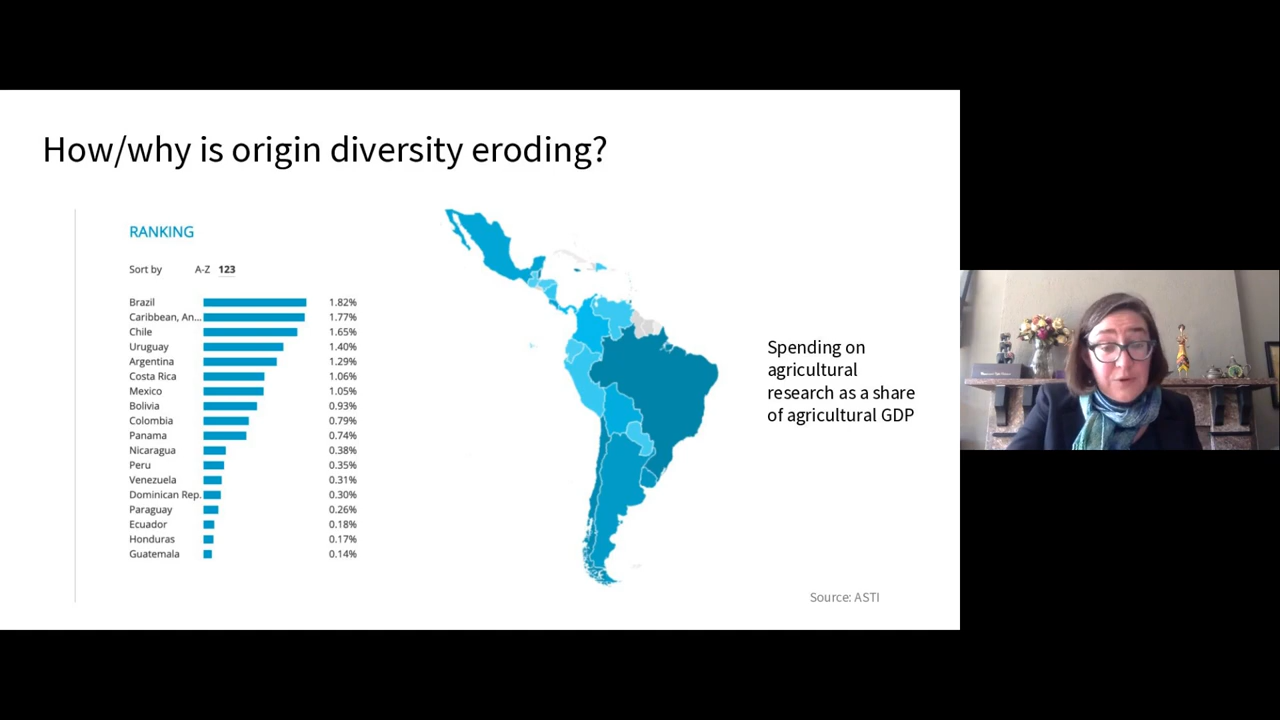 How/why is origin diversity eroding?
RANKING
Sort by A-Z 123
Brazil 1.82%
Caribbean, An... 1.77%
Chile 1.65%
Uruguay 1.40%
Argentina 1.29%
Costa Rica 1.06%
Mexico 1.05%
Bolivia 0.93%
Colombia 0.79%
Panama 0.74%
Nicaragua 0.38%
Peru 0.35%
Venezuela 0.31%
Dominican Rep. 0.30%
Paraguay 0.26%
Ecuador 0.18%
Honduras 0.17%
Guatemala 0.14%
Spending on
agricultural
research as a share
of agricultural GDP
Source: ASTI